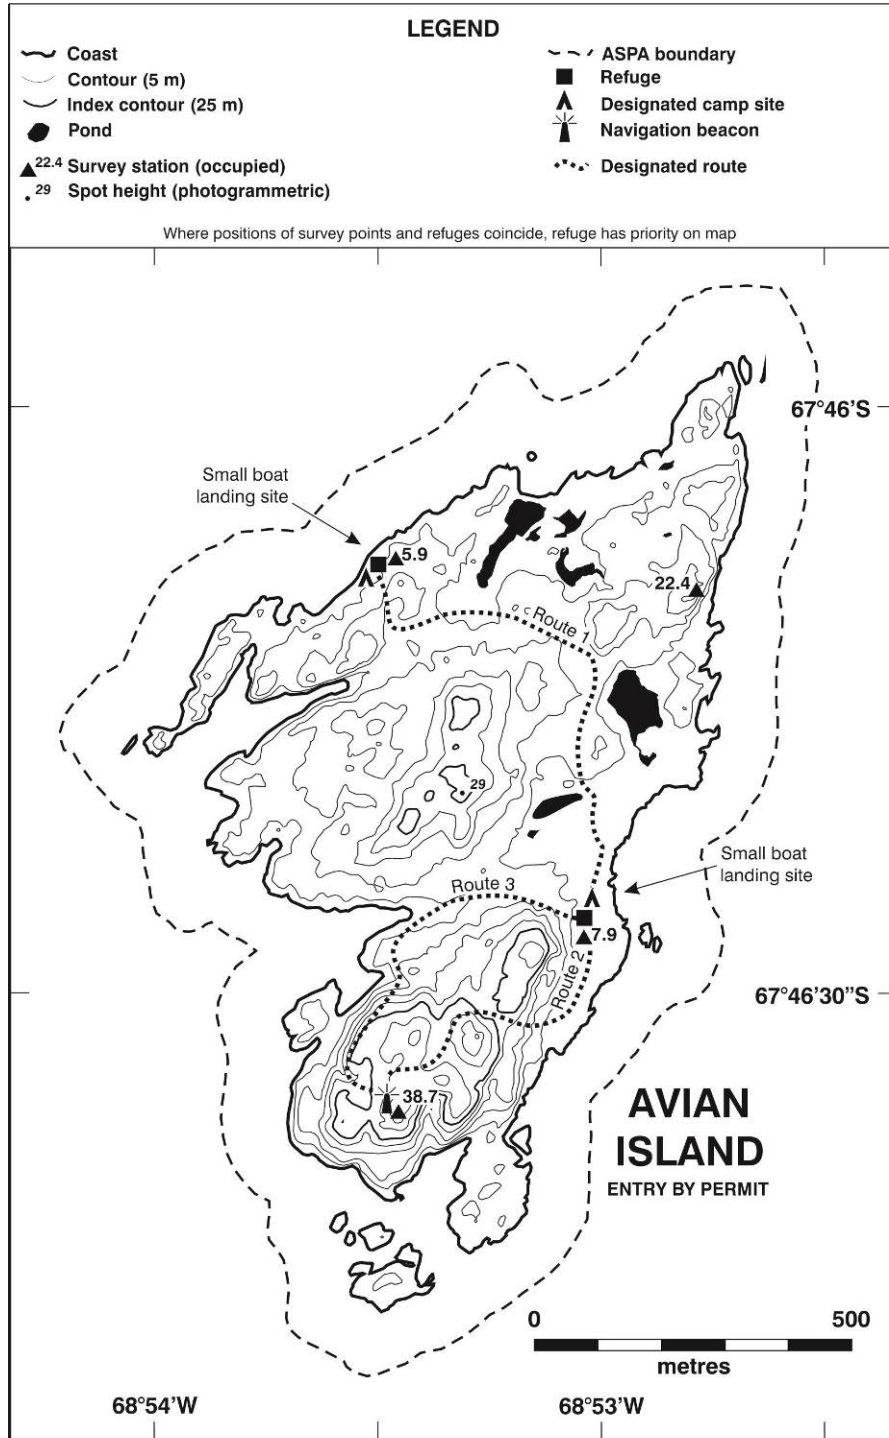 LEGEND
Coast
Contour (5 m)
Index contour (25 m)
Pond
22.4 Survey station (occupied)
29 Spot height (photogrammetric)
ASPA boundary
Refuge
Designated camp site
Navigation beacon
Designated route
Where positions of survey points and refuges coincide, refuge has priority on map
67°46'S
Small boat
landing site
5.9
22.4
Route 1
29
Small boat
landing site
Route 3
7.9
Route 2
67°46'30"S
38.7
AVIAN
ISLAND
ENTRY BY PERMIT
0 500
metres
68°54'W 68°53'W